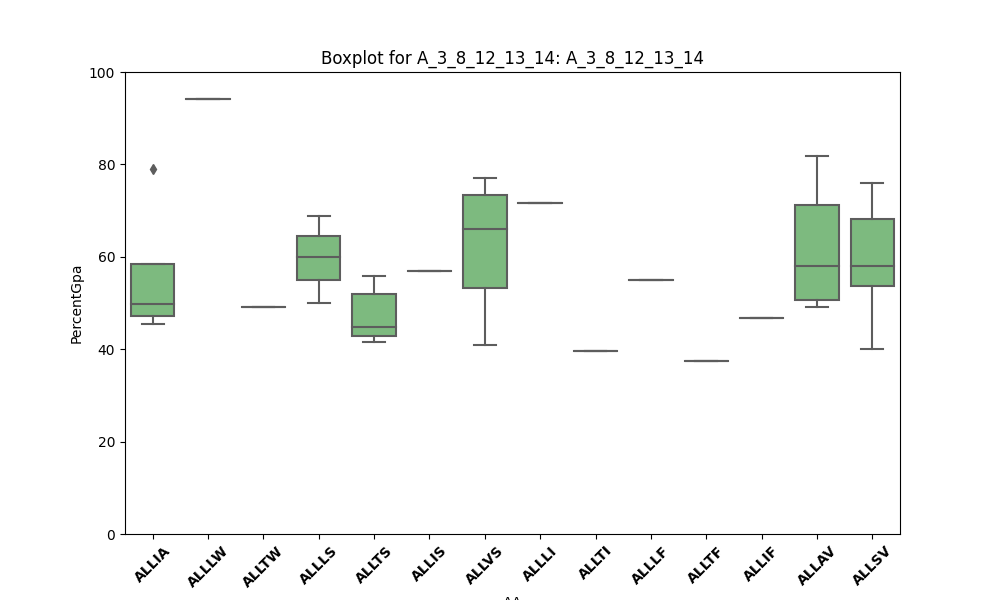 Boxplot for A_3_8_12_13_14: A_3_8_12_13_14
100
80
60
40
20
0
PercentGpa
ALLIA ALLLW ALLTW ALLLS ALLTS ALLIS ALLVS ALLLI ALLTI ALLLF ALLTF ALLIF ALLAV ALLSV